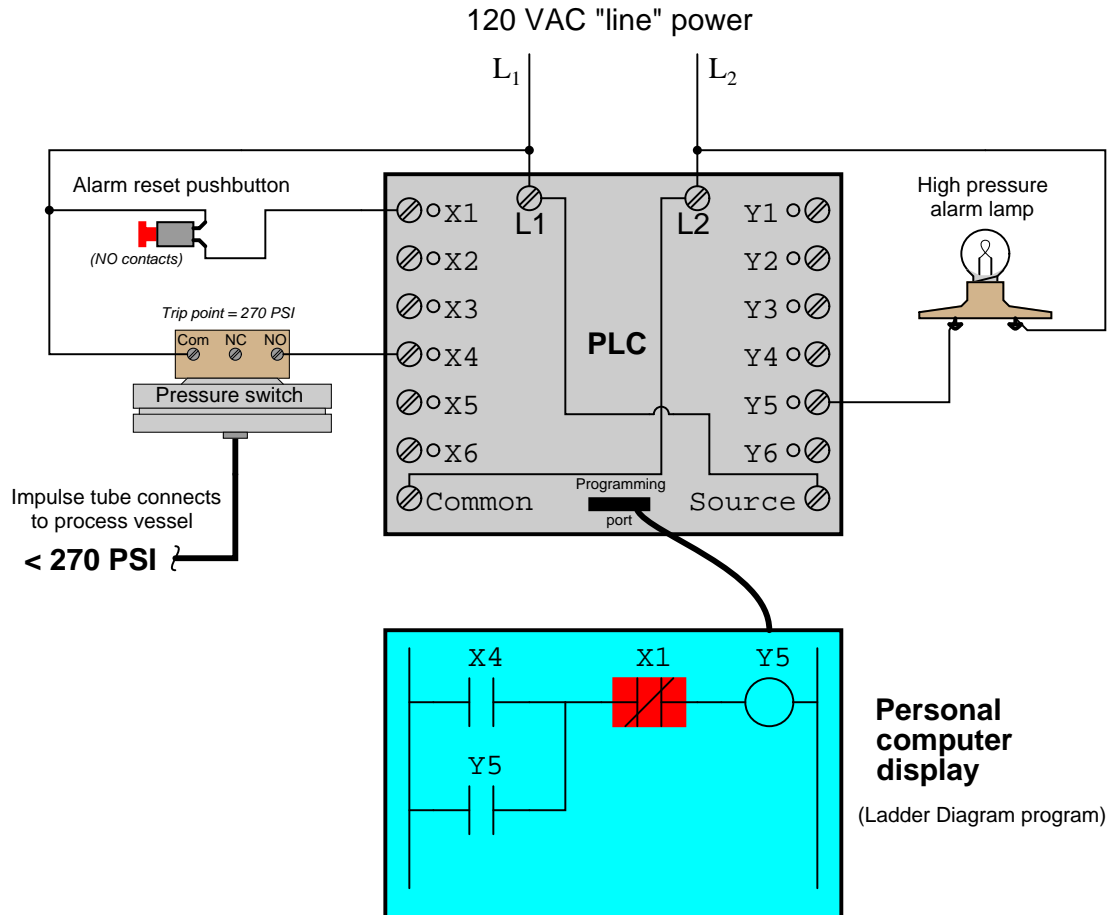 120 VAC "line" power
L1
L2
Alarm reset pushbutton
(NO contacts)
Trip point = 270 PSI
Com NC NO
Pressure switch
Impulse tube connects
to process vessel
< 270 PSI
X1
X2
X3
X4
X5
X6
Common
L1
L2
PLC
Programming
port
Y1
Y2
Y3
Y4
Y5
Y6
Source
High pressure
alarm lamp
X4
X1
Y5
Y5
Personal
computer
display
(Ladder Diagram program)